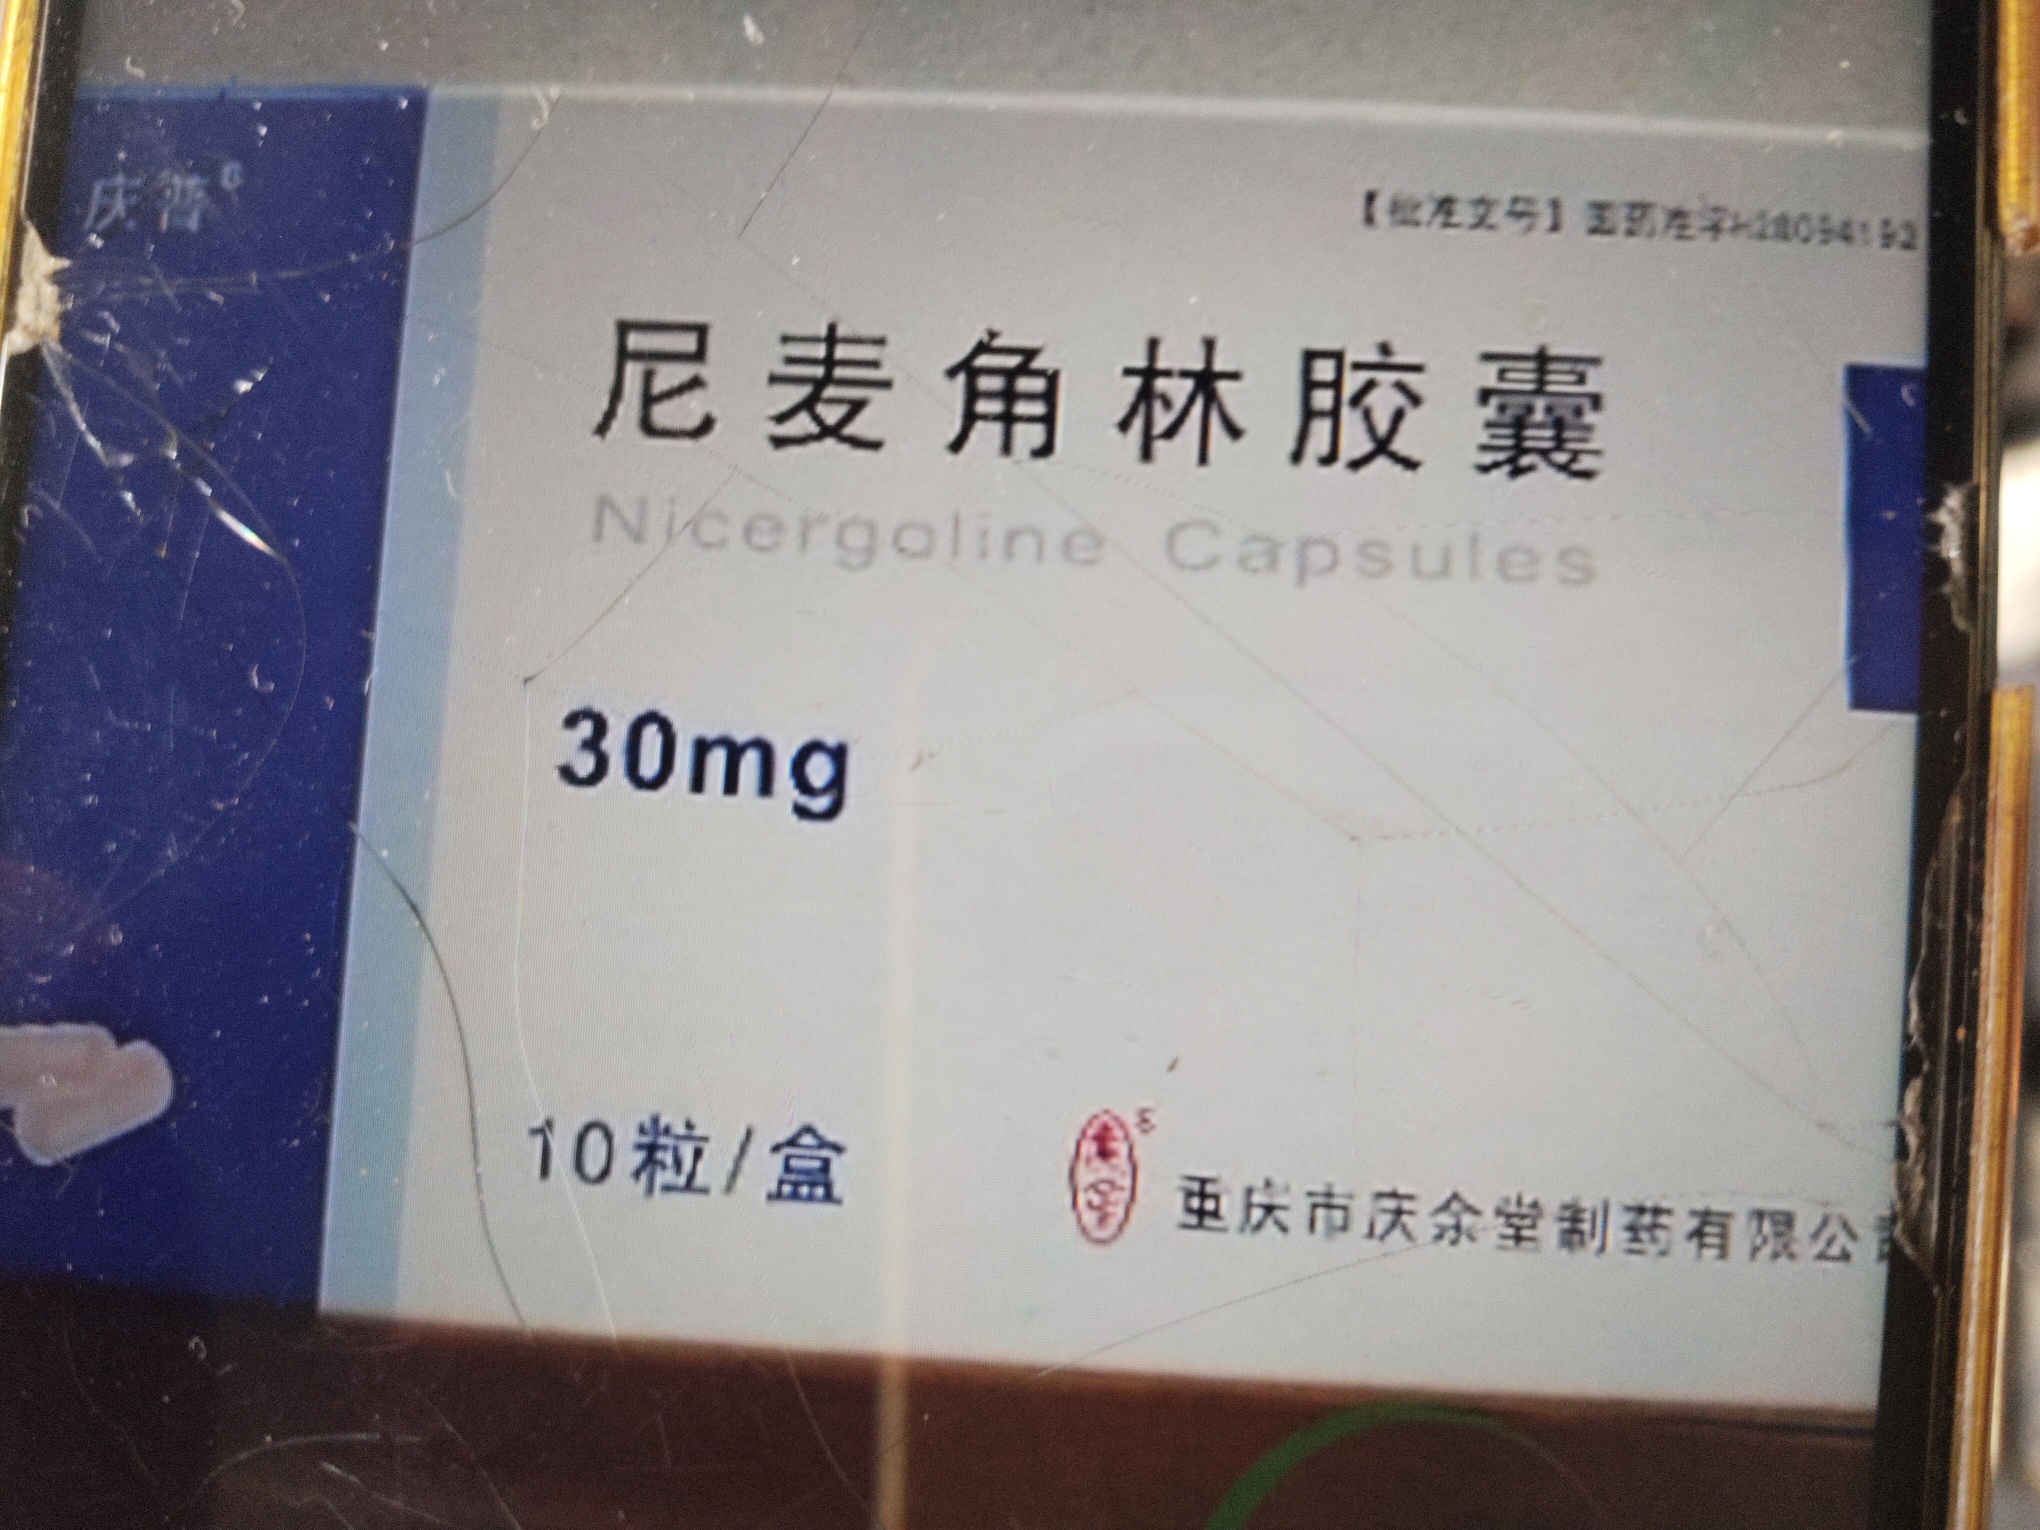 庆普
【批准文号】国药准字H20094193
尼麦角林胶囊
Nicergoline Capsules
30mg
10粒/盒
重庆市庆余堂制药有限公